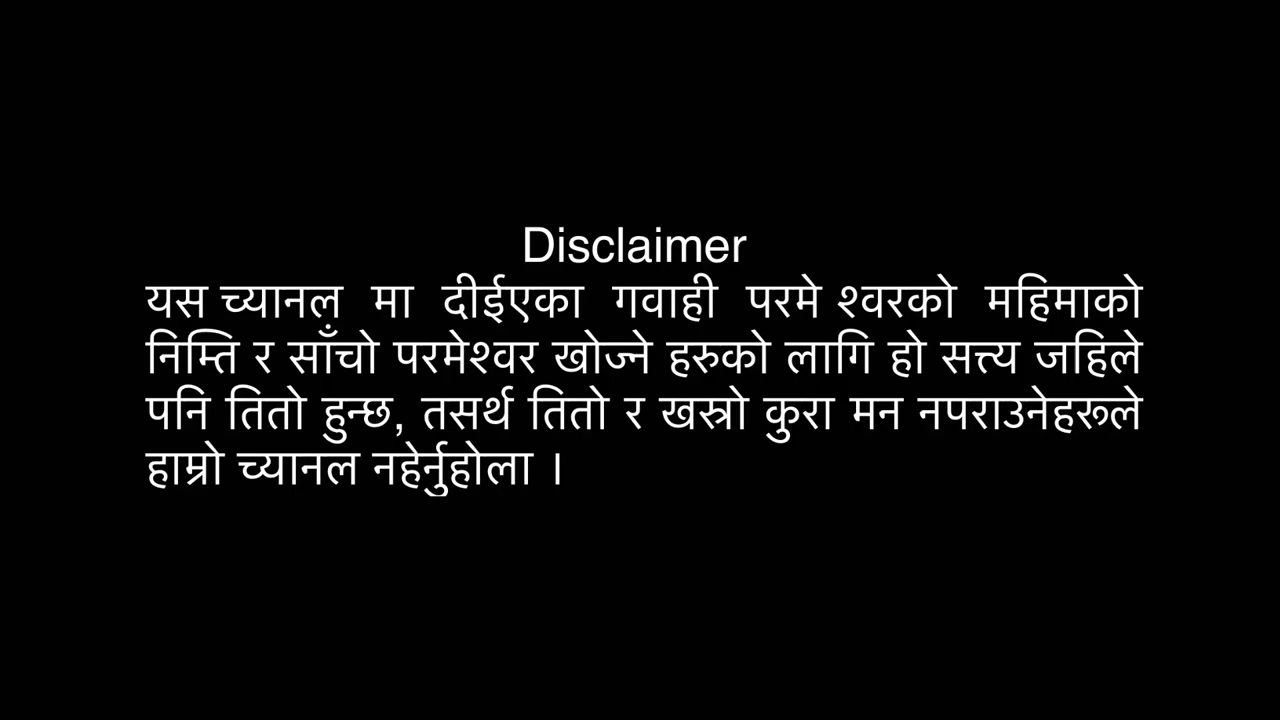 Disclaimer
यस च्यानल मा दीईएका गवाही परमे श्वरको महिमाको
निम्ति र साँचो परमेश्वर खोज्ने हरुको लागि हो सत्त्य जहिले
पनि तितो हुन्छ, तसर्थ तितो र खस्रो कुरा मन नपराउनेहरूले
हाम्रो च्यानल नहेर्नुहोला ।